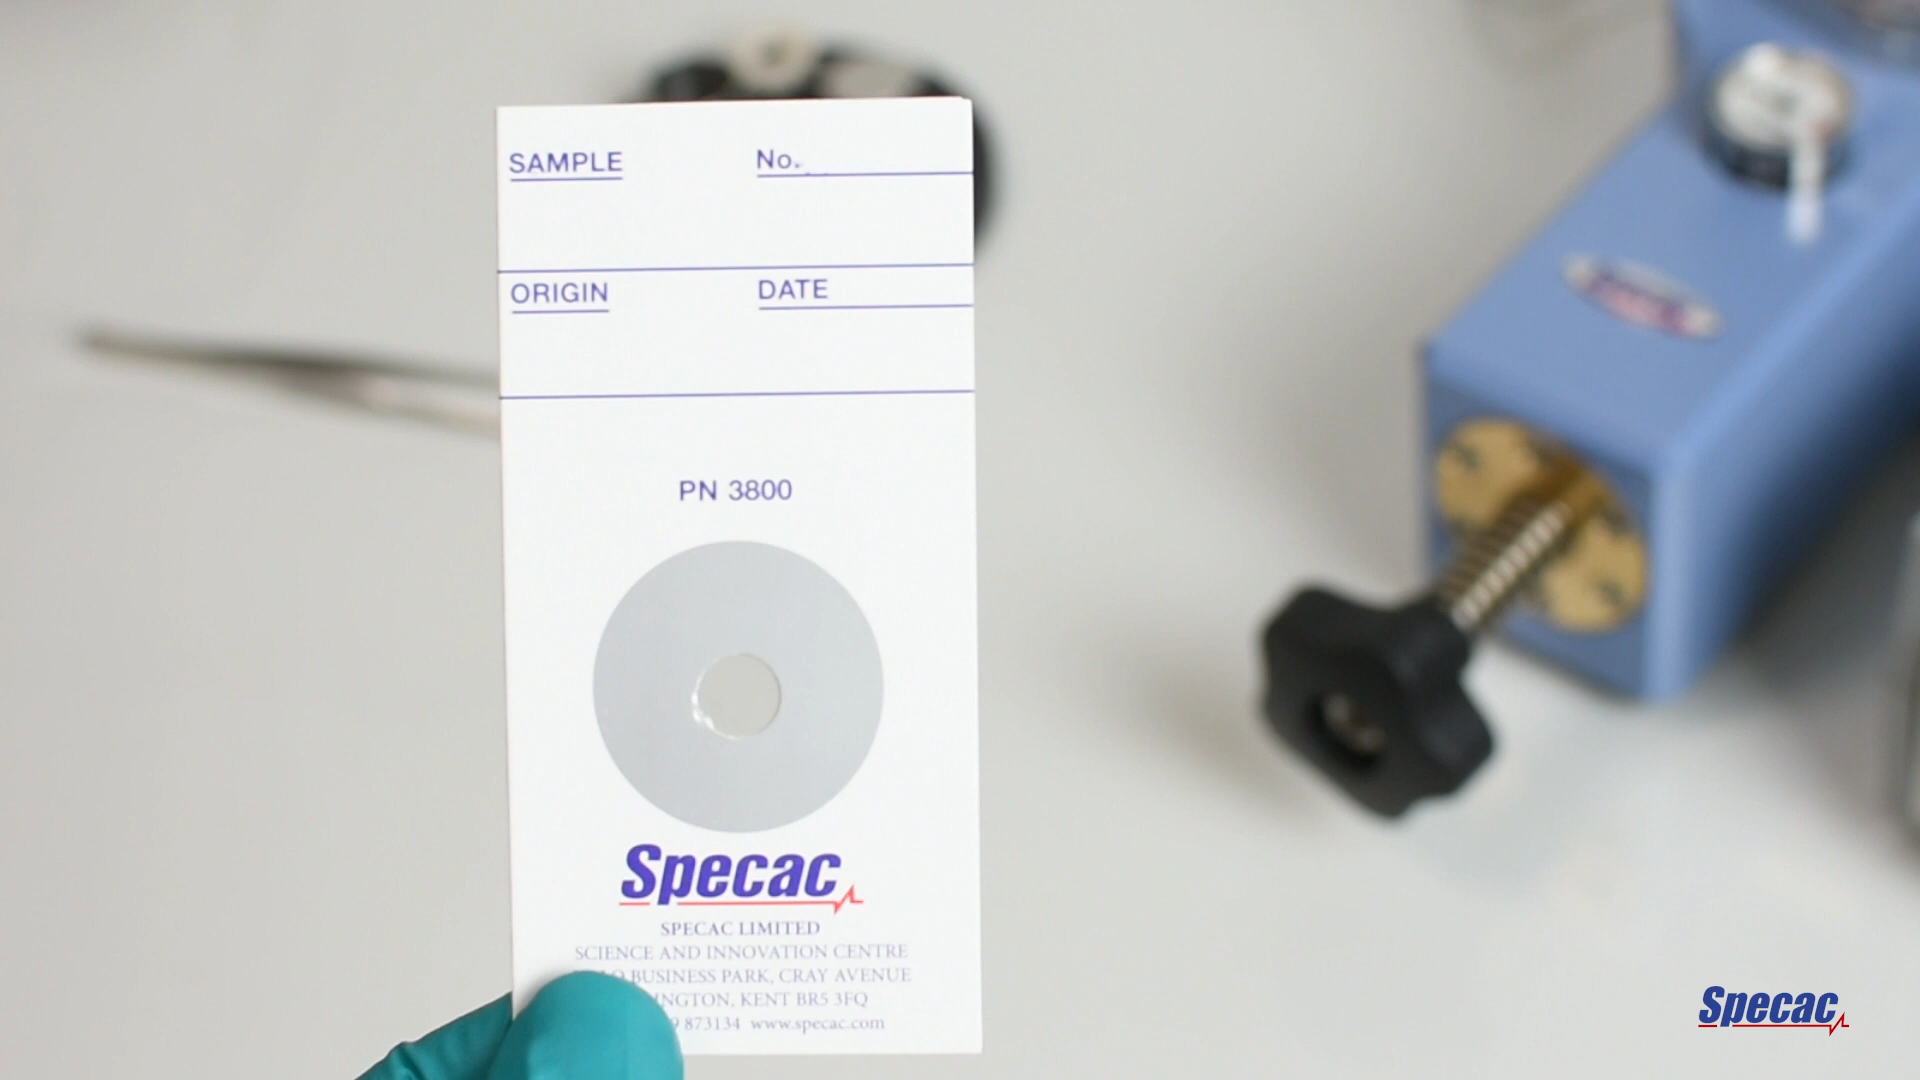 SAMPLE No.
ORIGIN DATE
PN 3800
Specac
SPECAC LIMITED
SCIENCE AND INNOVATION CENTRE
BUSINESS PARK, CRAY AVENUE
KENT BR5 3FQ
873134 www.specac.com
Specac